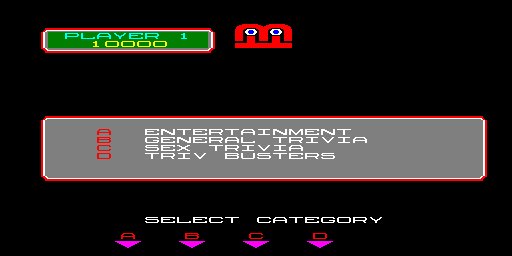 PLAYER 1
10000
A ENTERTAINMENT
B GENERAL TRIVIA
C SEX TRIVIA
D TRIV BUSTERS
SELECT CATEGORY
A B C D